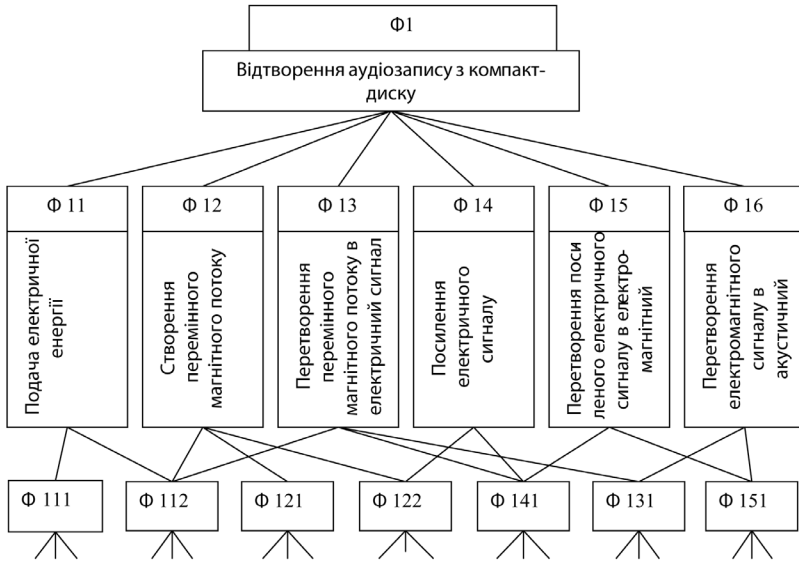 Ф1
Відтворення аудіозапису з компакт-
диску
Ф 11
Ф 12
Ф 13
Ф 14
Ф 15
Ф 16
Подача електричної
енергії
Створення
перемінного
магнітного потоку
Перетворення
перемінного
магнітного потоку в
електричний сигнал
Посилення
електричного
сигналу
Перетворення поси
леного електричного
сигналу в електро-
магнітний
Перетворення
електромагнітного
сигналу в
акустичний
Ф 111
Ф 112
Ф 121
Ф 122
Ф 141
Ф 131
Ф 151